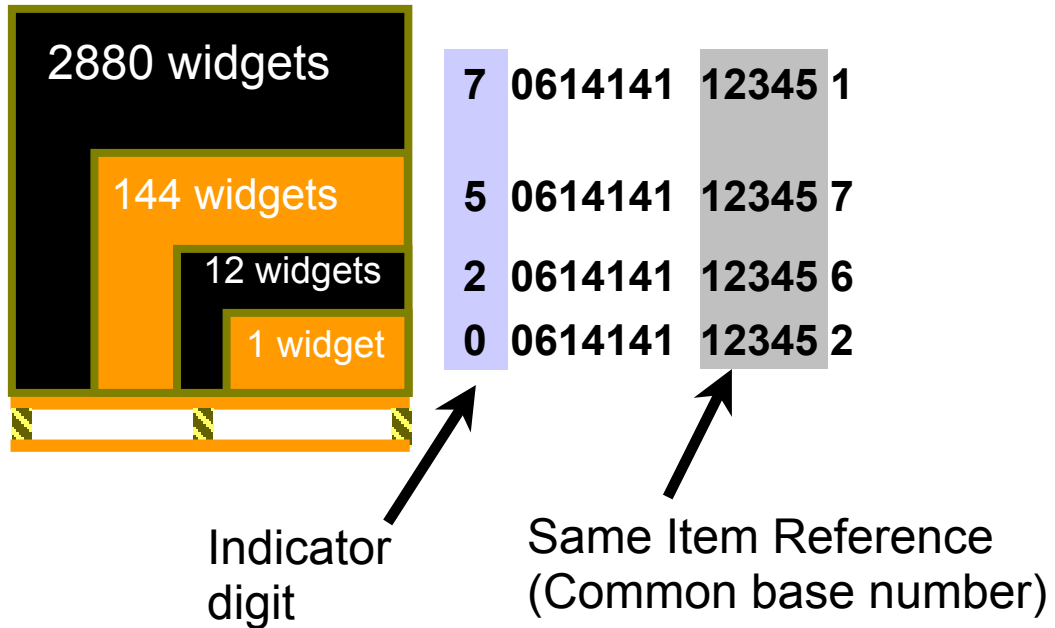 2880 widgets
7 0614141 12345 1
144 widgets
5 0614141 12345 7
12 widgets
2 0614141 12345 6
1 widget
0 0614141 12345 2
Indicator
digit
Same Item Reference
(Common base number)